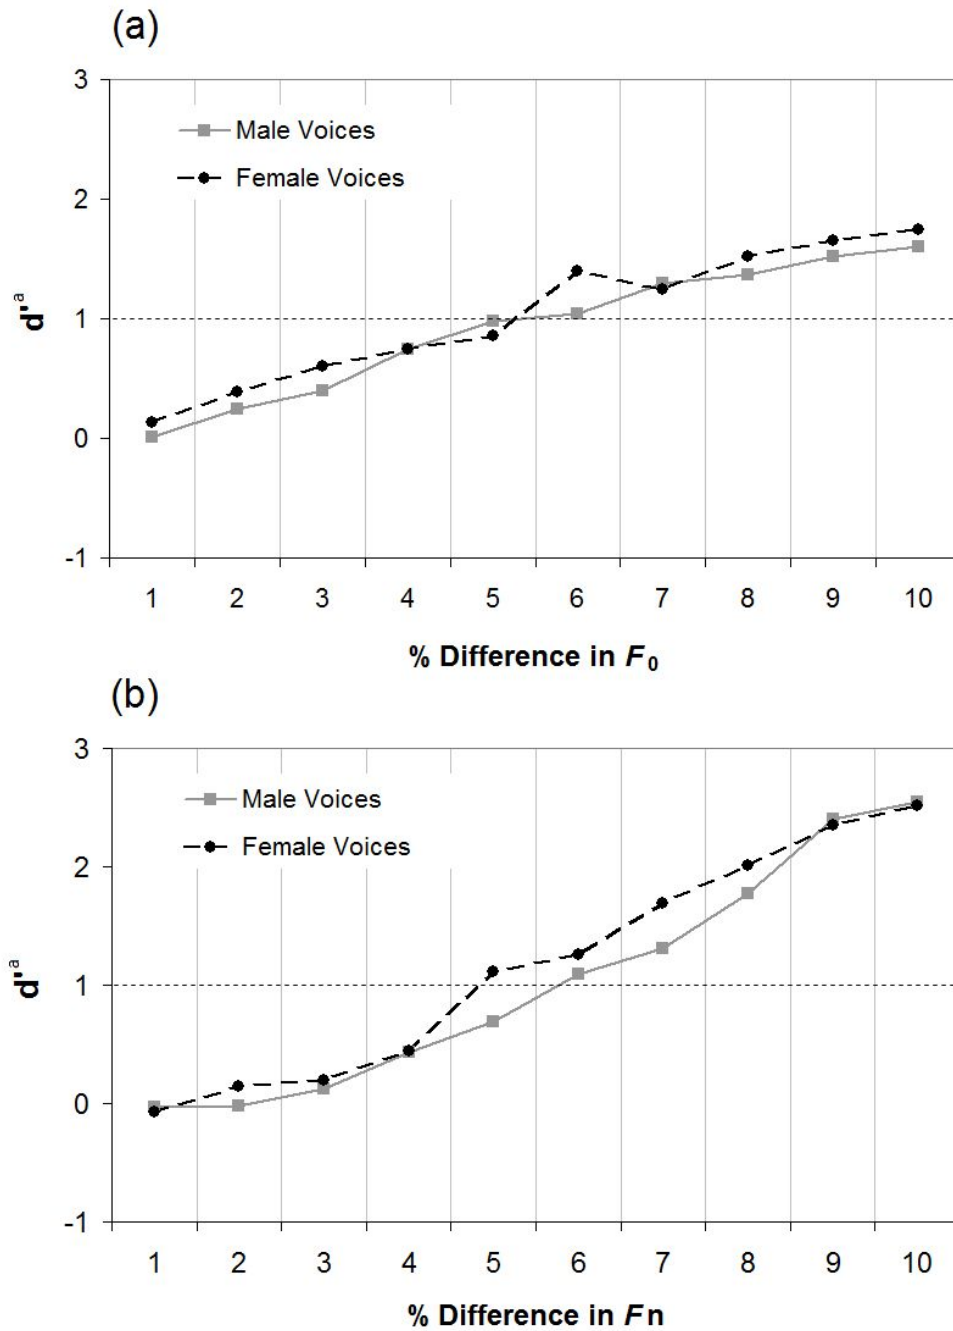 (a)
3
Male Voices
Female Voices
2
d'a
1
0
-1
1 2 3 4 5 6 7 8 9 10
% Difference in F0
(b)
3
Male Voices
Female Voices
2
d'a
1
0
-1
1 2 3 4 5 6 7 8 9 10
% Difference in Fn